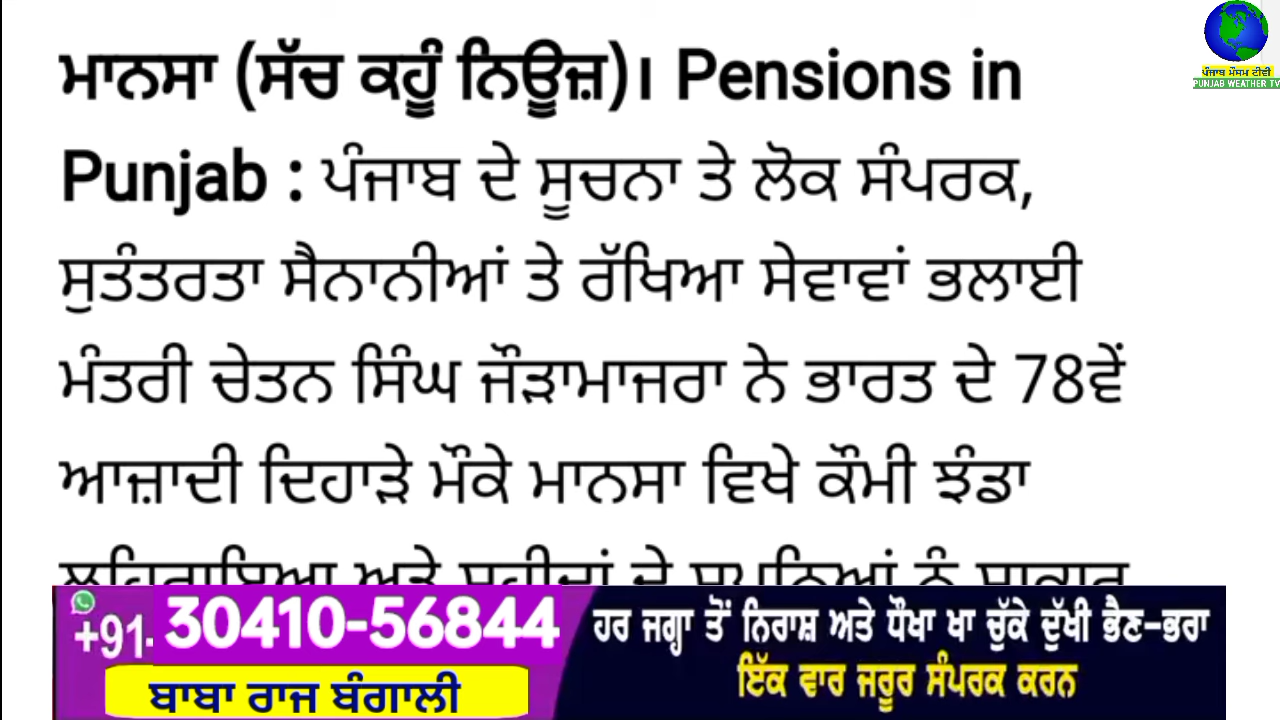 ਮਾਨਸਾ (ਸੱਚ ਕਹੂੰ ਨਿਊਜ਼)। Pensions in
Punjab : ਪੰਜਾਬ ਦੇ ਸੂਚਨਾ ਤੇ ਲੋਕ ਸੰਪਰਕ,
ਸੁਤੰਤਰਤਾ ਸੈਨਾਨੀਆਂ ਤੇ ਰੱਖਿਆ ਸੇਵਾਵਾਂ ਭਲਾਈ
ਮੰਤਰੀ ਚੇਤਨ ਸਿੰਘ ਜੌੜਾਮਾਜਰਾ ਨੇ ਭਾਰਤ ਦੇ 78ਵੇਂ
ਆਜ਼ਾਦੀ ਦਿਹਾੜੇ ਮੌਕੇ ਮਾਨਸਾ ਵਿਖੇ ਕੌਮੀ ਝੰਡਾ
ਪੰਜਾਬ ਮੌਸਮ ਟੀਵੀ
PUNJAB WEATHER TV
+91. 30410-56844
ਬਾਬਾ ਰਾਜ ਬੰਗਾਲੀ
ਹਰ ਜਗ੍ਹਾ ਤੋਂ ਨਿਰਾਸ਼ ਅਤੇ ਧੌਖਾ ਖਾ ਚੁੱਕੇ ਦੁੱਖੀ ਭੈਣ-ਭਰਾ
ਇੱਕ ਵਾਰ ਜਰੂਰ ਸੰਪਰਕ ਕਰਨ